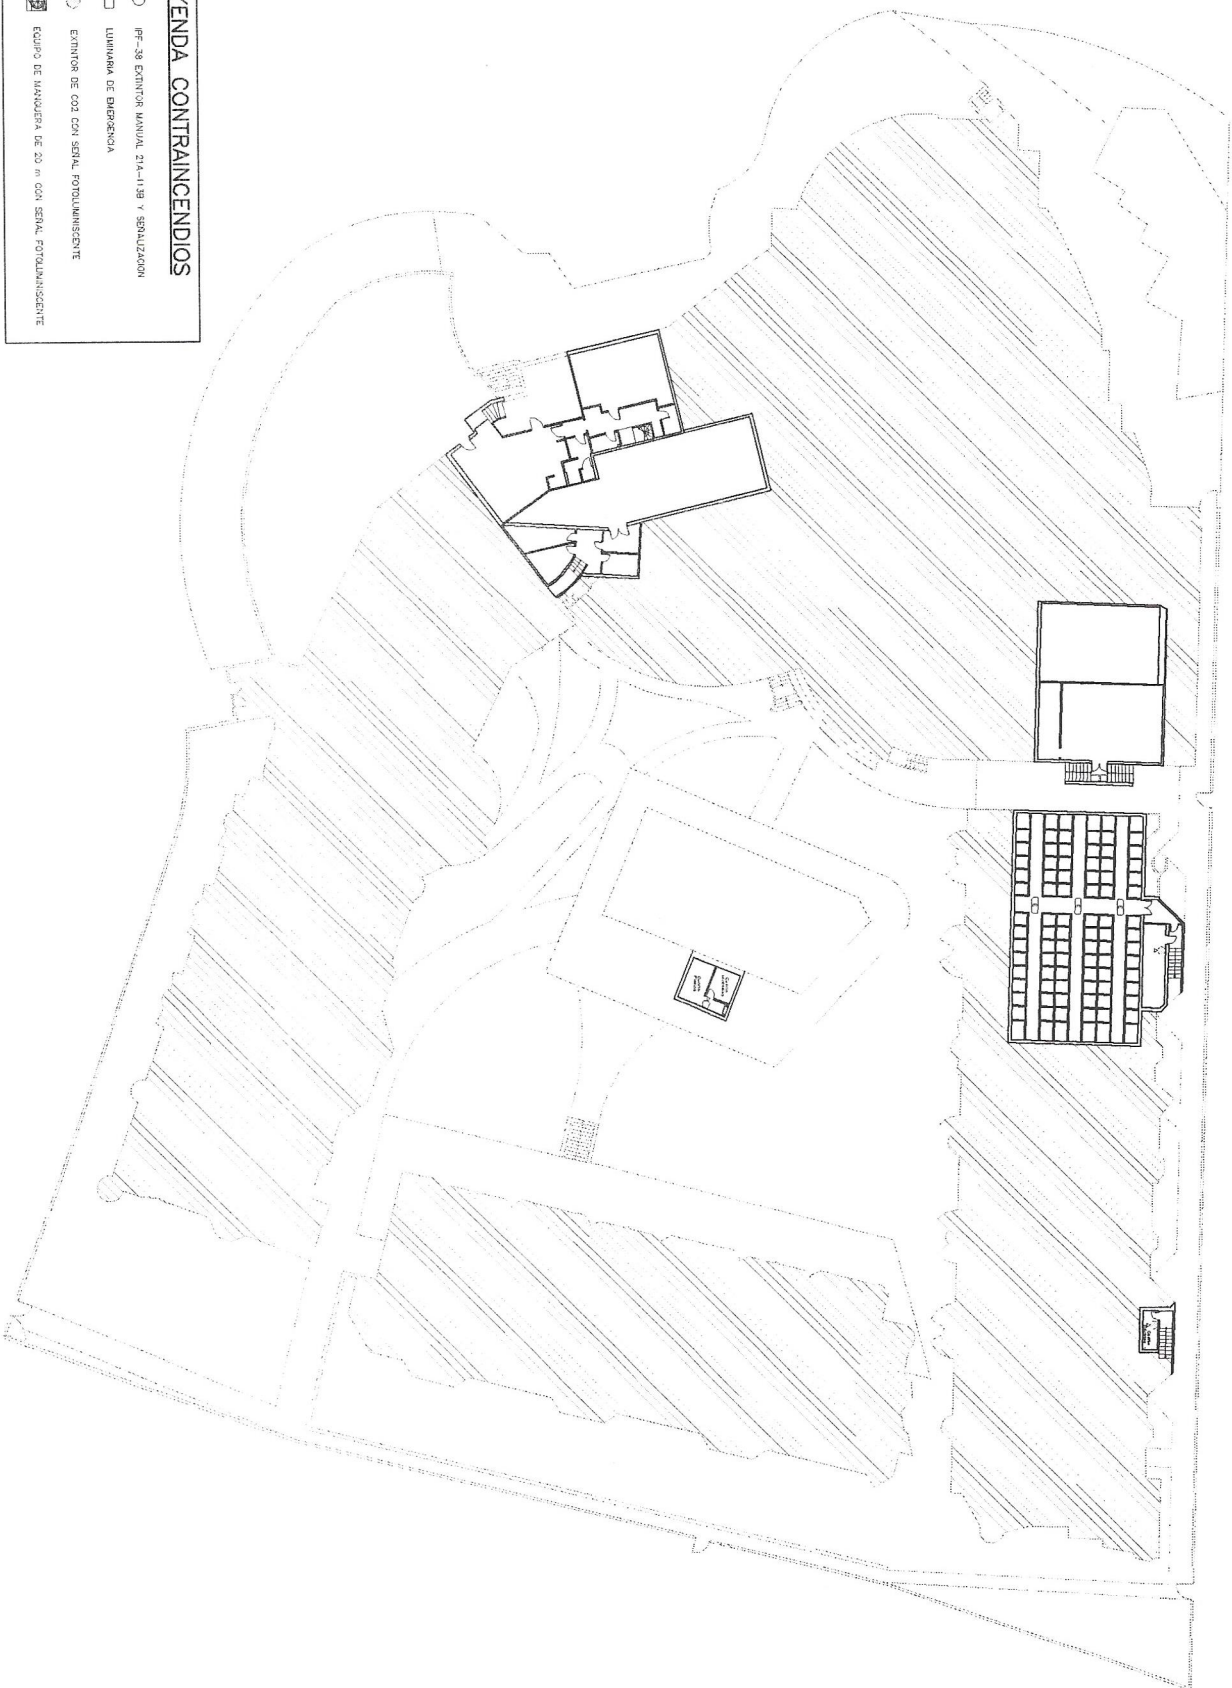 YENDA CONTRAINCENDIOS
IPF-38 EXTINTOR MANUAL 21A-113B Y SEÑALIZACION
LUMINARIA DE EMERGENCIA
EXTINTOR DE CO2 CON SEÑAL FOTOLUMINISCENTE
EQUIPO DE MANGUERA DE 20 m CON SEÑAL FOTOLUMINISCENTE